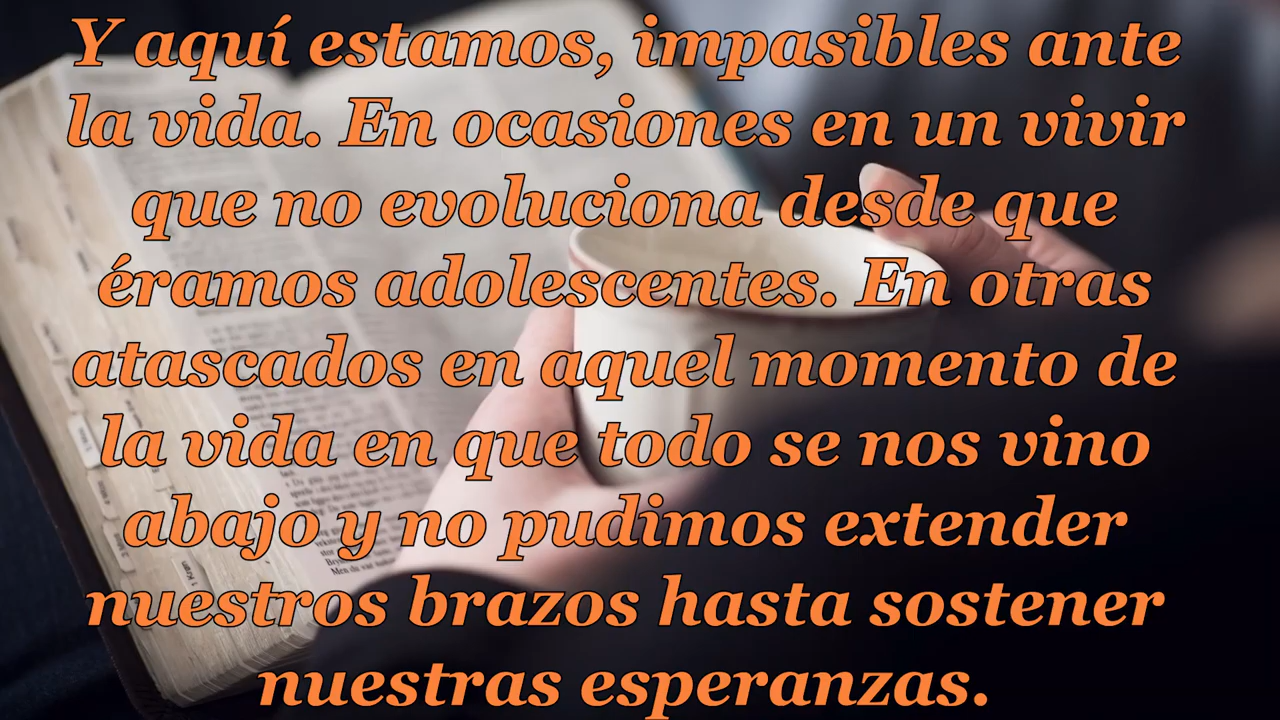 Y aquí estamos, impasibles ante
la vida. En ocasiones en un vivir
que no evoluciona desde que
éramos adolescentes. En otras
atascados en aquel momento de
la vida en que todo se nos vino
abajo y no pudimos extender
nuestros brazos hasta sostener
nuestras esperanzas.